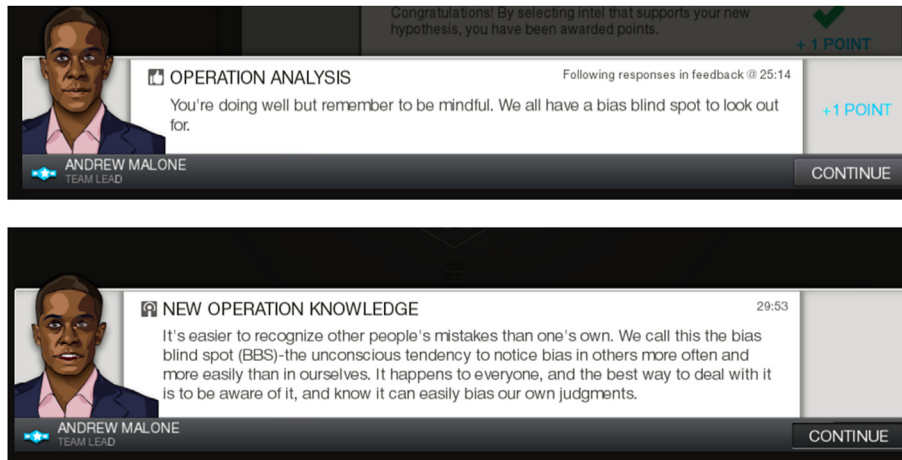 Congratulations! By selecting intel that supports your new
hypothesis, you have been awarded points.
+ 1 POINT
OPERATION ANALYSIS
Following responses in feedback @ 25:14
You're doing well but remember to be mindful. We all have a bias blind spot to look out
for.
+1 POINT
ANDREW MALONE
TEAM LEAD
CONTINUE
NEW OPERATION KNOWLEDGE
29:53
It's easier to recognize other people's mistakes than one's own. We call this the bias
blind spot (BBS)-the unconscious tendency to notice bias in others more often and
more easily than in ourselves. It happens to everyone, and the best way to deal with it
is to be aware of it, and know it can easily bias our own judgments.
ANDREW MALONE
TEAM LEAD
CONTINUE